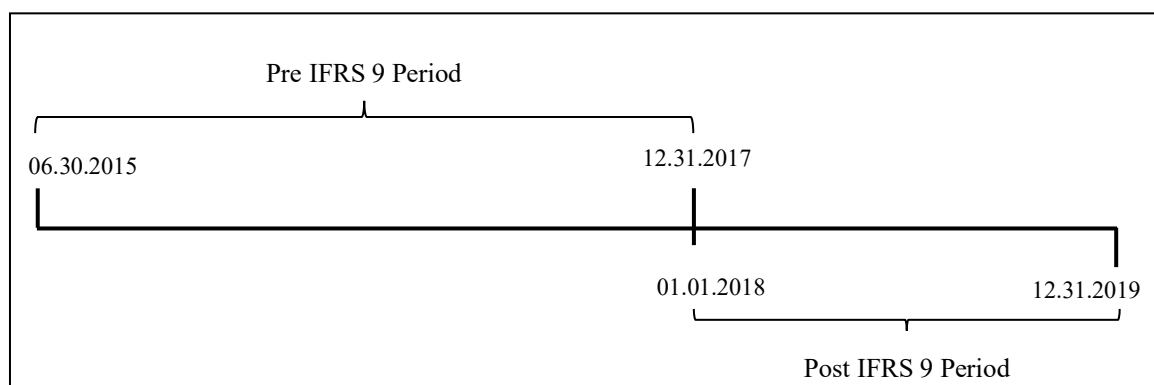 Pre IFRS 9 Period
06.30.2015
12.31.2017
01.01.2018
12.31.2019
Post IFRS 9 Period